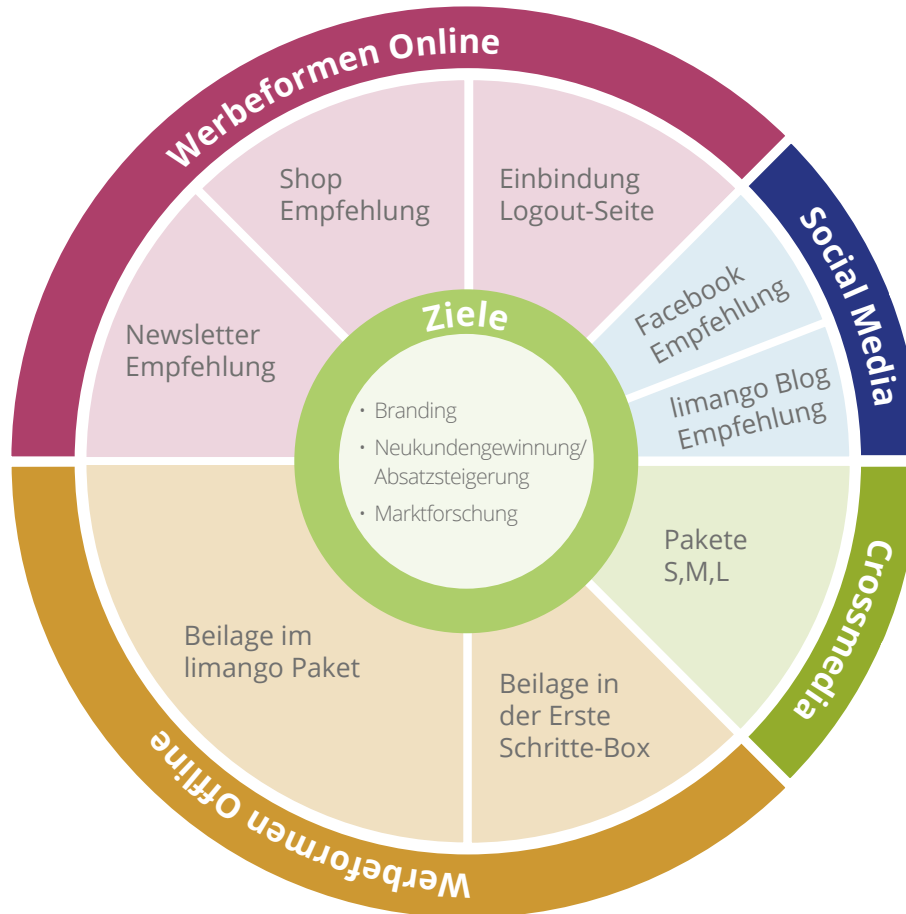 Werbeformen Online
Shop
Empfehlung
Einbindung
Logout-Seite
Newsletter
Empfehlung
Social Media
Facebook
Empfehlung
limango Blog
Empfehlung
Ziele
· Branding
· Neukundengewinnung/
Absatzsteigerung
· Marktforschung
Crossmedia
Pakete
S,M,L
Werbeformen Offline
Beilage im
limango Paket
Beilage in
der Erste
Schritte-Box